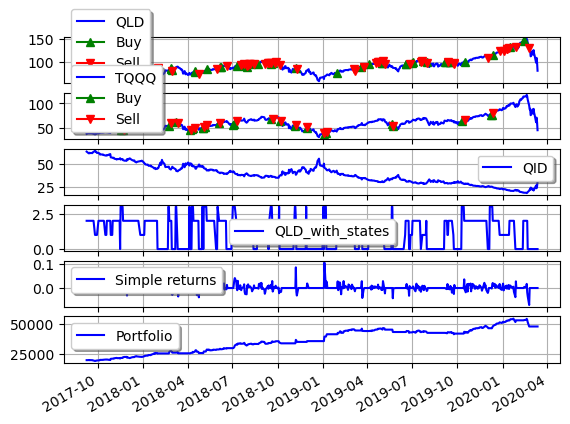 QLD
Buy
Sell
150
100
TQQQ
Buy
Sell
100
50
QID
50
25
QLD_with_states
2.5
0.0
Simple returns
0.1
0.0
Portfolio
50000
25000
2017-10
2018-01
2018-04
2018-07
2018-10
2019-01
2019-04
2019-07
2019-10
2020-01
2020-04